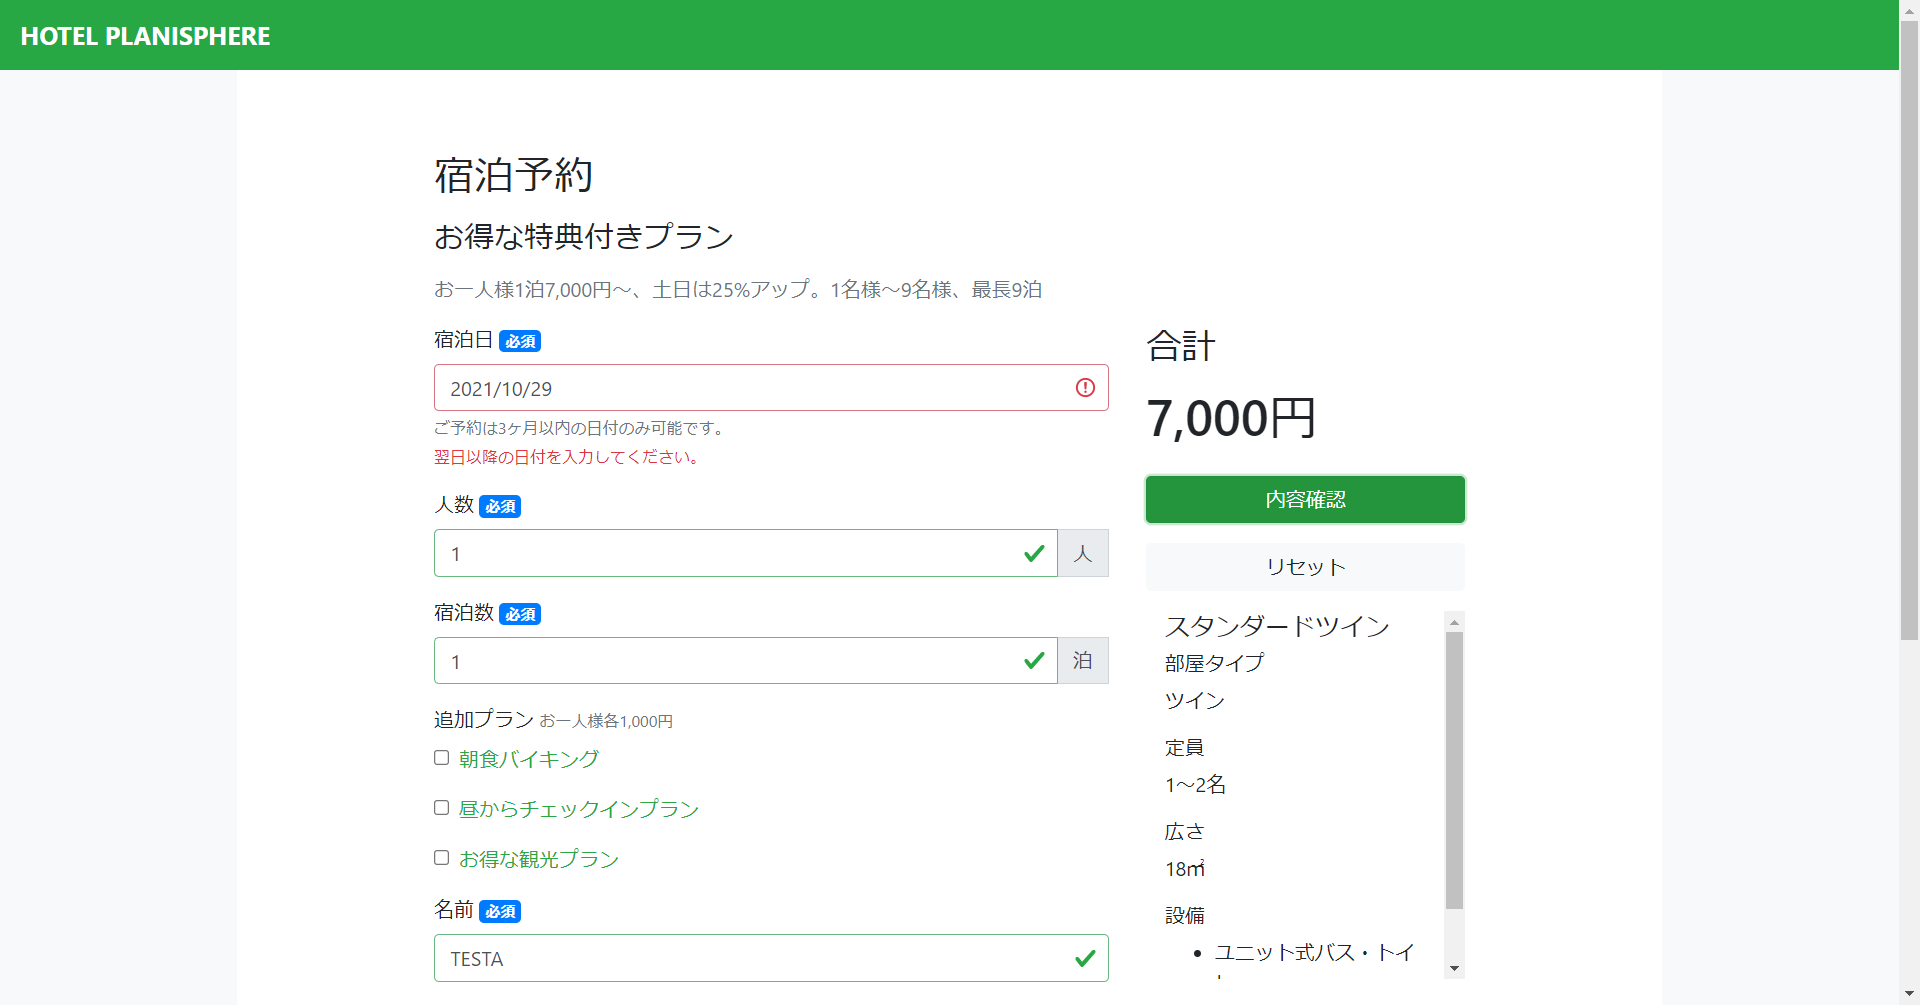 HOTEL PLANISPHERE
宿泊予約
お得な特典付きプラン
お一人様1泊7,000円〜、土日は25%アップ。1名様〜9名様、最長9泊
宿泊日 必須
2021/10/29
ご予約は3ヶ月以内の日付のみ可能です。
翌日以降の日付を入力してください。
人数 必須
1 人
宿泊数 必須
1 泊
追加プラン お一人様各1,000円
朝食バイキング
昼からチェックインプラン
お得な観光プラン
名前 必須
TESTA
合計
7,000円
内容確認
リセット
スタンダードツイン
部屋タイプ
ツイン
定員
1〜2名
広さ
18㎡
設備
• ユニット式バス・トイ